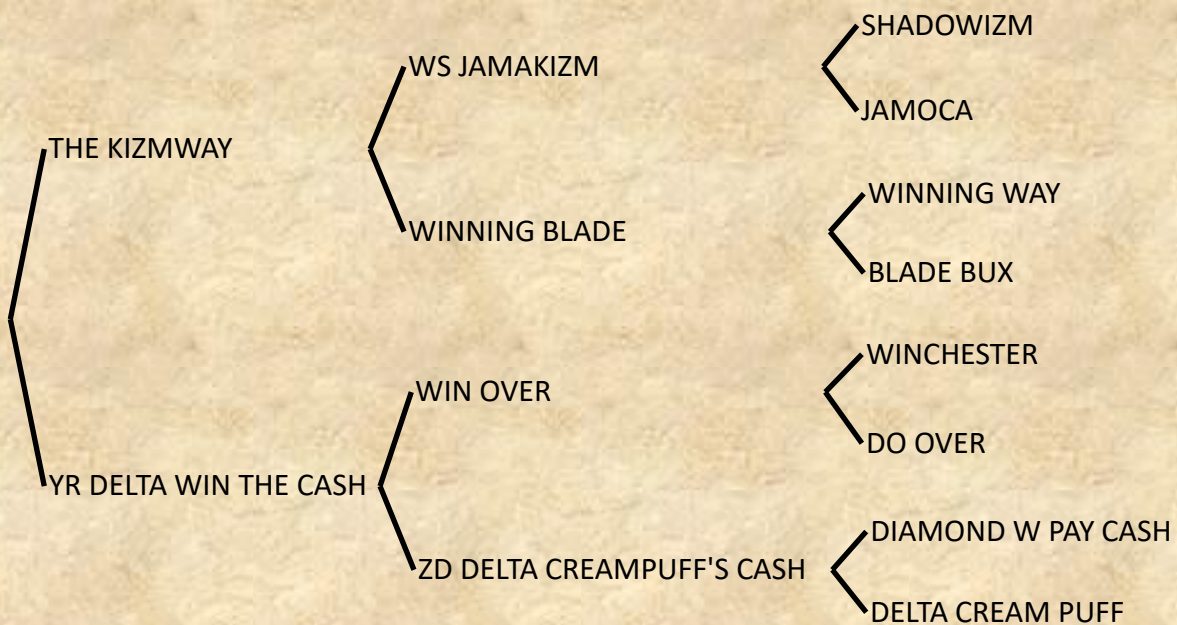 SHADOWIZM
WS JAMAKIZM
JAMOCA
THE KIZMWAY
WINNING WAY
WINNING BLADE
BLADE BUX
WINCHESTER
WIN OVER
DO OVER
YR DELTA WIN THE CASH
DIAMOND W PAY CASH
ZD DELTA CREAMPUFF'S CASH
DELTA CREAM PUFF